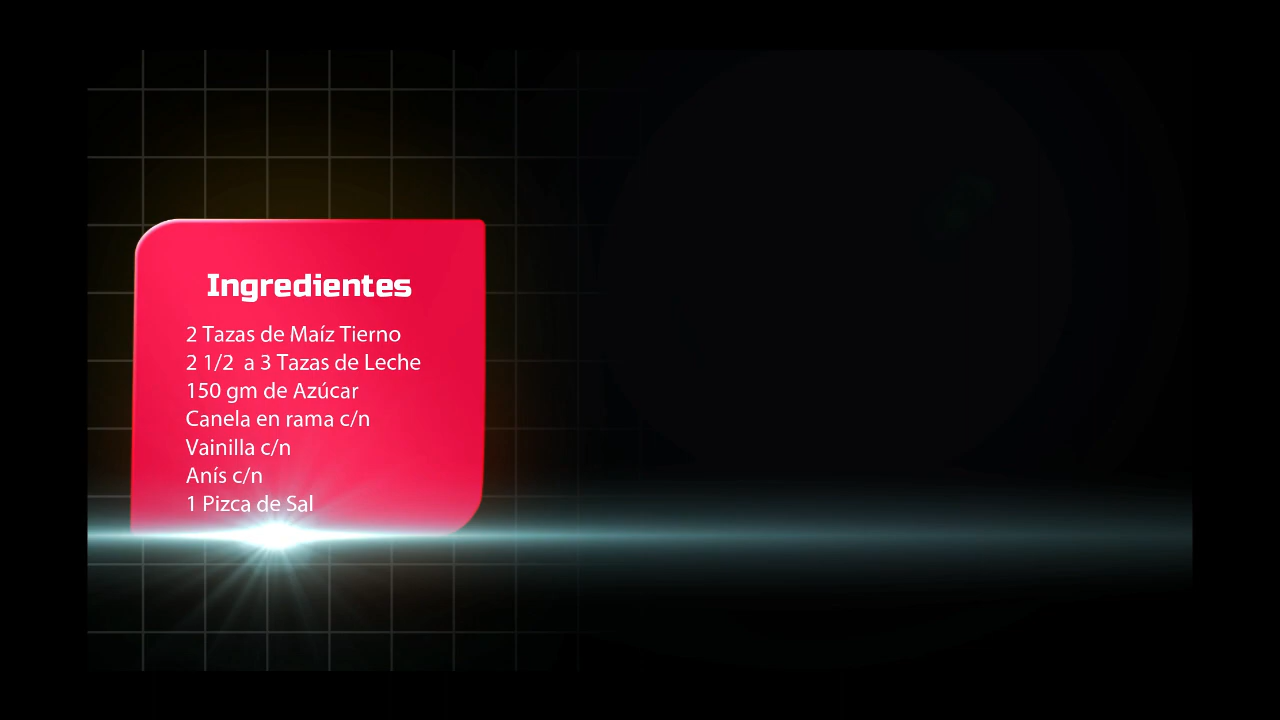 Ingredientes
2 Tazas de Maíz Tierno
2 1/2  a 3 Tazas de Leche
150 gm de Azúcar
Canela en rama c/n
Vainilla c/n
Anís c/n
1 Pizca de Sal